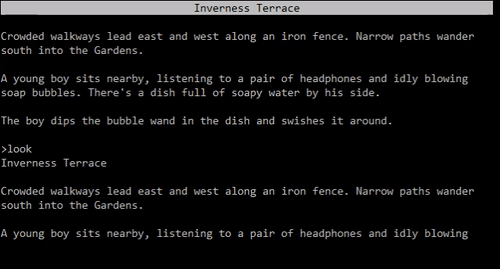 Inverness Terrace
Crowded walkways lead east and west along an iron fence. Narrow paths wander
south into the Gardens.
A young boy sits nearby, listening to a pair of headphones and idly blowing
soap bubbles. There's a dish full of soapy water by his side.
The boy dips the bubble wand in the dish and swishes it around.
>look
Inverness Terrace
Crowded walkways lead east and west along an iron fence. Narrow paths wander
south into the Gardens.
A young boy sits nearby, listening to a pair of headphones and idly blowing